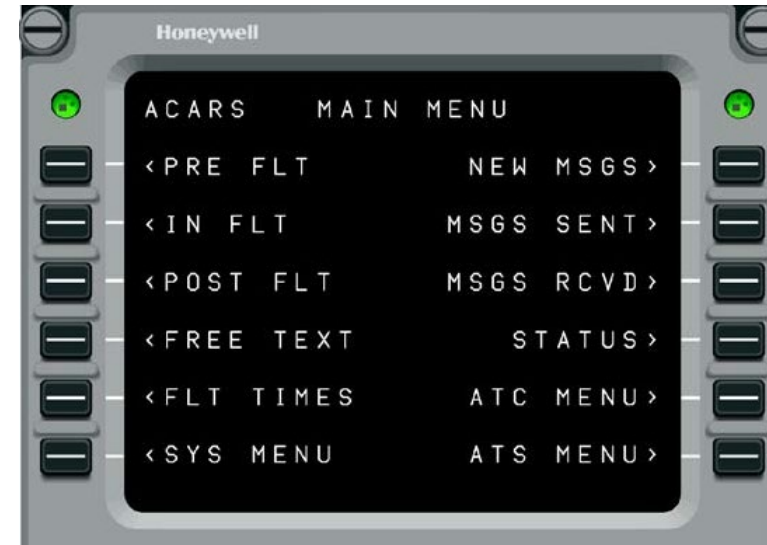 Honeywell
ACARS MAIN MENU
<PRE FLT NEW MSGS>
<IN FLT MSGS SENT>
<POST FLT MSGS RCVD>
<FREE TEXT STATUS>
<FLT TIMES ATC MENU>
<SYS MENU ATS MENU>